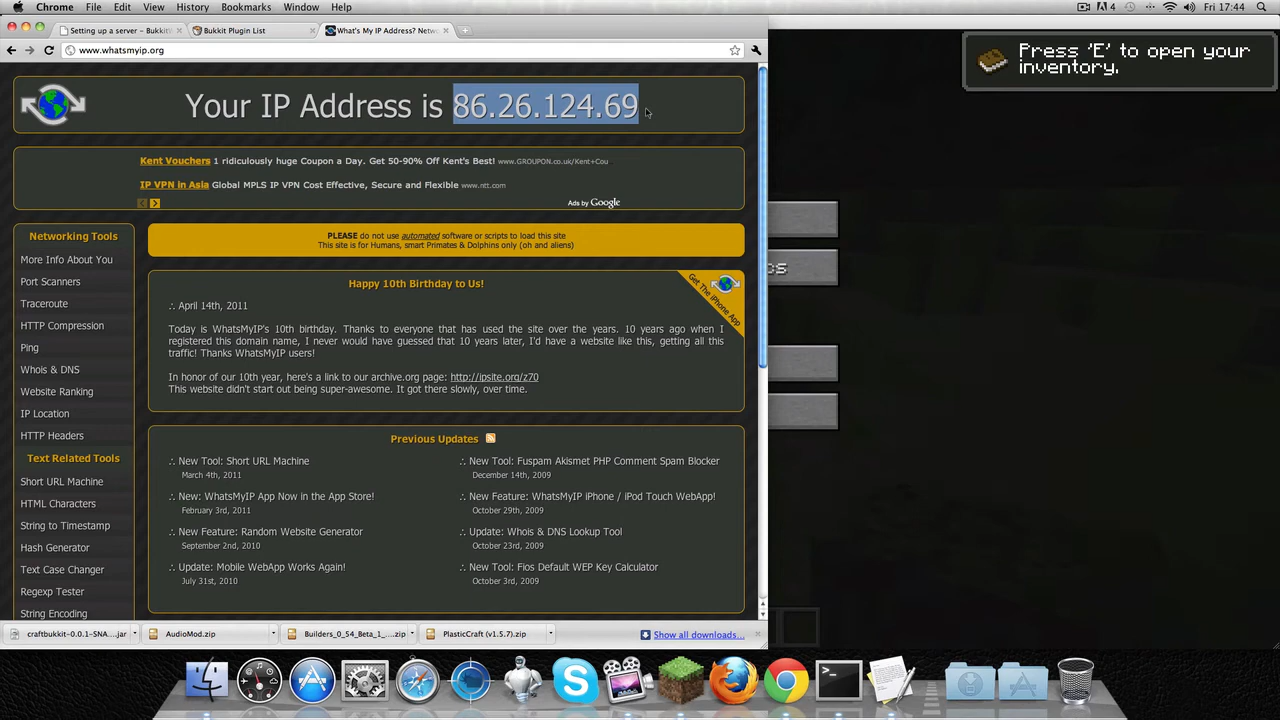 Chrome File Edit View History Bookmarks Window Help
4 Fri 17:44
Setting up a server – BukkitV
Bukkit Plugin List
What's My IP Address? Netw
www.whatsmyip.org
Press 'E' to open your
inventory.
Your IP Address is 86.26.124.69
Kent Vouchers 1 ridiculously huge Coupon a Day. Get 50-90% Off Kent's Best! www.GROUPON.co.uk/Kent+Cou
IP VPN in Asia Global MPLS IP VPN Cost Effective, Secure and Flexible www.ntt.com
Ads by Google
Networking Tools
More Info About You
Port Scanners
Traceroute
HTTP Compression
Ping
Whois & DNS
Website Ranking
IP Location
HTTP Headers
Text Related Tools
Short URL Machine
HTML Characters
String to Timestamp
Hash Generator
Text Case Changer
Regexp Tester
String Encoding
PLEASE do not use automated software or scripts to load this site
This site is for Humans, smart Primates & Dolphins only (oh and aliens)
Happy 10th Birthday to Us!
Get The iPhone App
∴ April 14th, 2011
Today is WhatsMyIP's 10th birthday. Thanks to everyone that has used the site over the years. 10 years ago when I
registered this domain name, I never would have guessed that 10 years later, I'd have a website like this, getting all this
traffic! Thanks WhatsMyIP users!
In honor of our 10th year, here's a link to our archive.org page: http://ipsite.org/z70
This website didn't start out being super-awesome. It got there slowly, over time.
Previous Updates
∴ New Tool: Short URL Machine
March 4th, 2011
∴ New: WhatsMyIP App Now in the App Store!
February 3rd, 2011
∴ New Feature: Random Website Generator
September 2nd, 2010
∴ Update: Mobile WebApp Works Again!
July 31st, 2010
∴ New Tool: Fuspam Akismet PHP Comment Spam Blocker
December 14th, 2009
∴ New Feature: WhatsMyIP iPhone / iPod Touch WebApp!
October 29th, 2009
∴ Update: Whois & DNS Lookup Tool
October 23rd, 2009
∴ New Tool: Fios Default WEP Key Calculator
October 3rd, 2009
craftbukkit-0.0.1-SNA....jar
AudioMod.zip
Builders_0_54_Beta_1_....zip
PlasticCraft (v1.5.7).zip
Show all downloads...